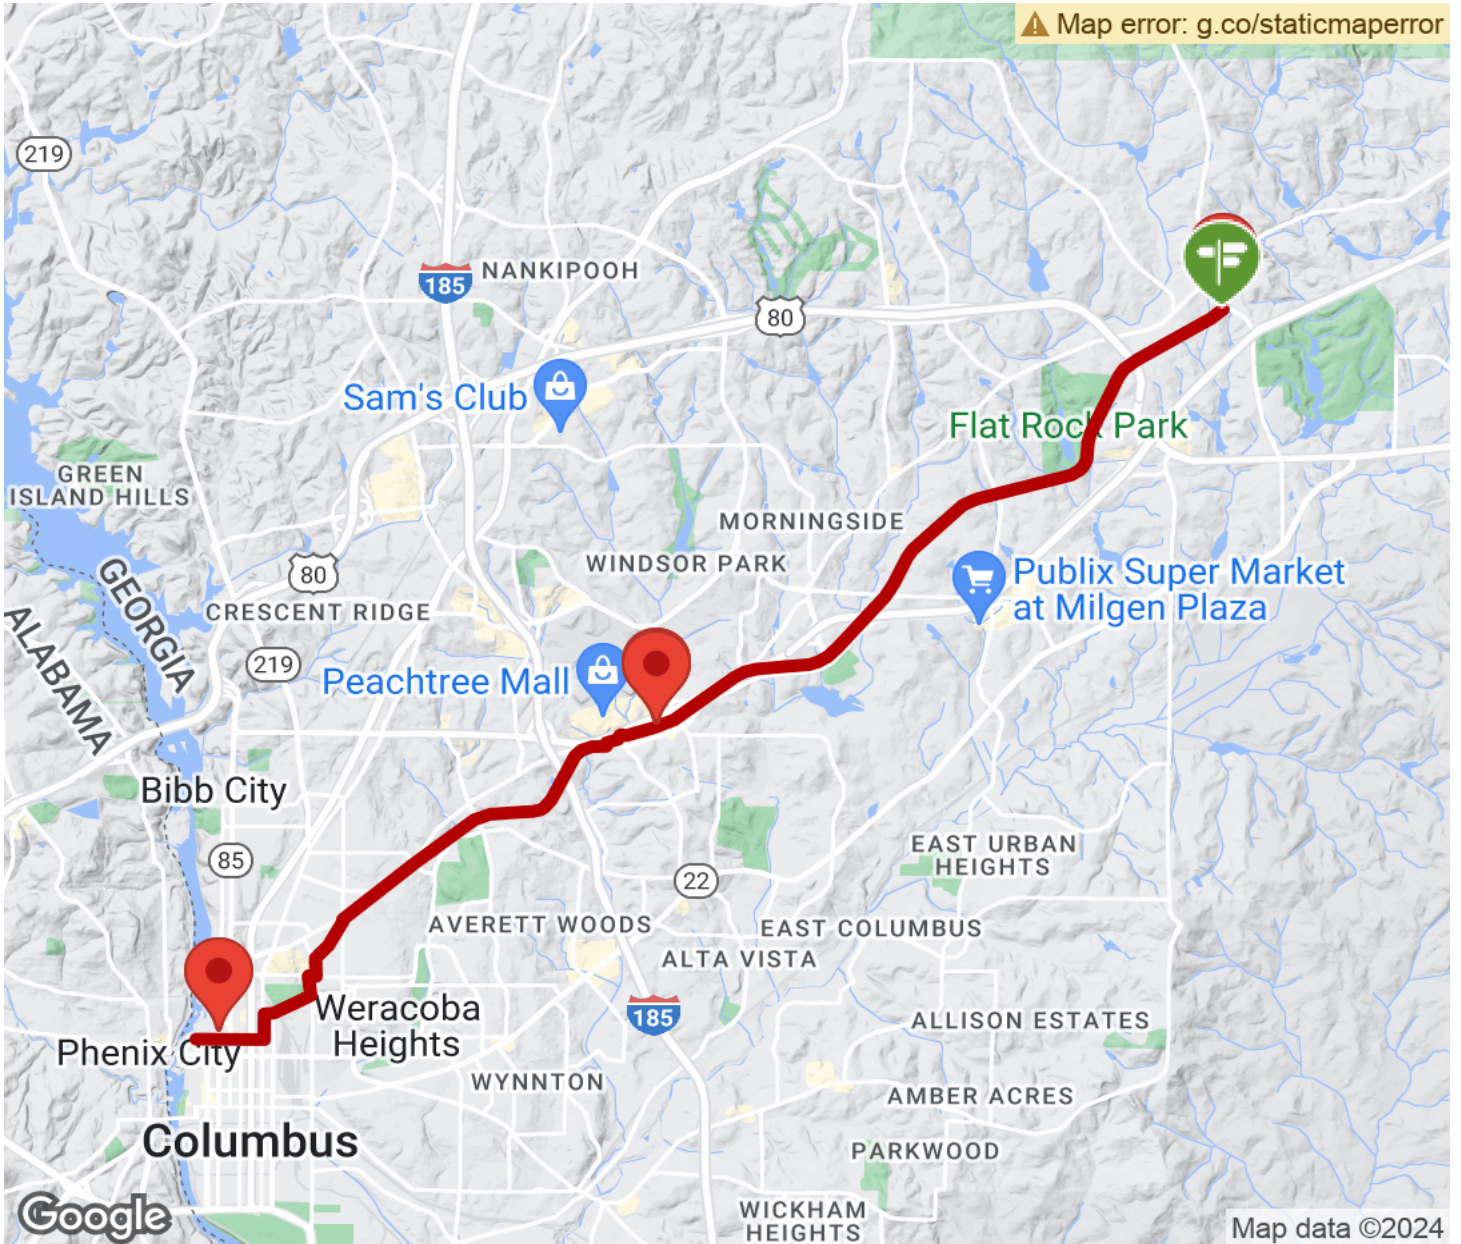 Map error: g.co/staticmaperror
219
NANKIPOOH
185
80
Sam's Club
Flat Rock Park
GREEN
ISLAND HILLS
MORNINGSIDE
WINDSOR PARK
80
GEORGIA
CRESCENT RIDGE
Publix Super Market
at Milgen Plaza
ALABAMA
219
Peachtree Mall
Bibb City
85
EAST URBAN
HEIGHTS
22
AVERETT WOODS
EAST COLUMBUS
ALTA VISTA
Weracoba
Heights
185
ALLISON ESTATES
Phenix City
WYNNTON
AMBER ACRES
Columbus
PARKWOOD
WICKHAM
HEIGHTS
Google
Map data ©2024